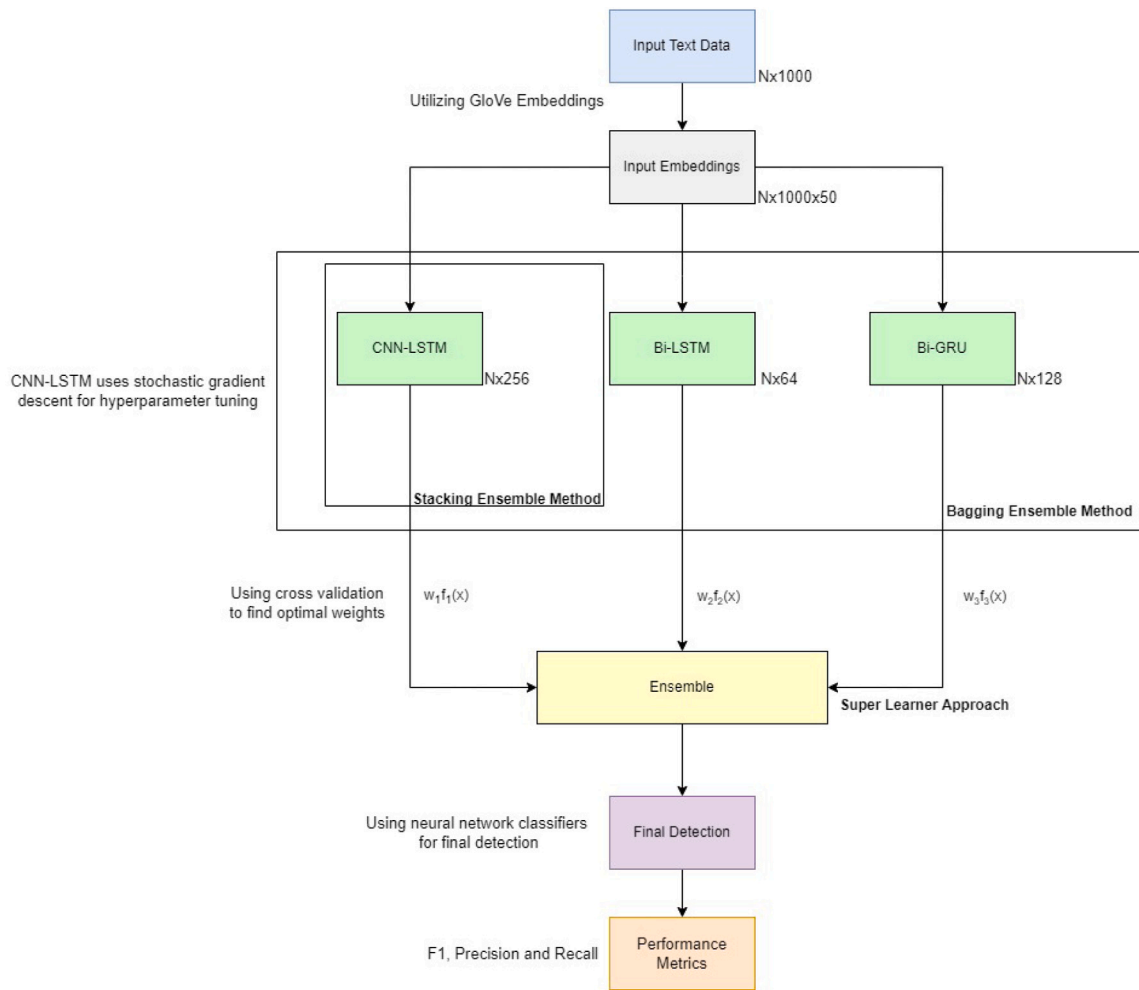 Input Text Data
Nx1000
Utilizing GloVe Embeddings
Input Embeddings
Nx1000x50
CNN-LSTM
Nx256
Bi-LSTM
Nx64
Bi-GRU
Nx128
CNN-LSTM uses stochastic gradient
descent for hyperparameter tuning
Stacking Ensemble Method
Bagging Ensemble Method
Using cross validation
to find optimal weights
w₁f₁(x)
w₂f₂(x)
w₃f₃(x)
Ensemble
Super Learner Approach
Using neural network classifiers
for final detection
Final Detection
F1, Precision and Recall
Performance
Metrics